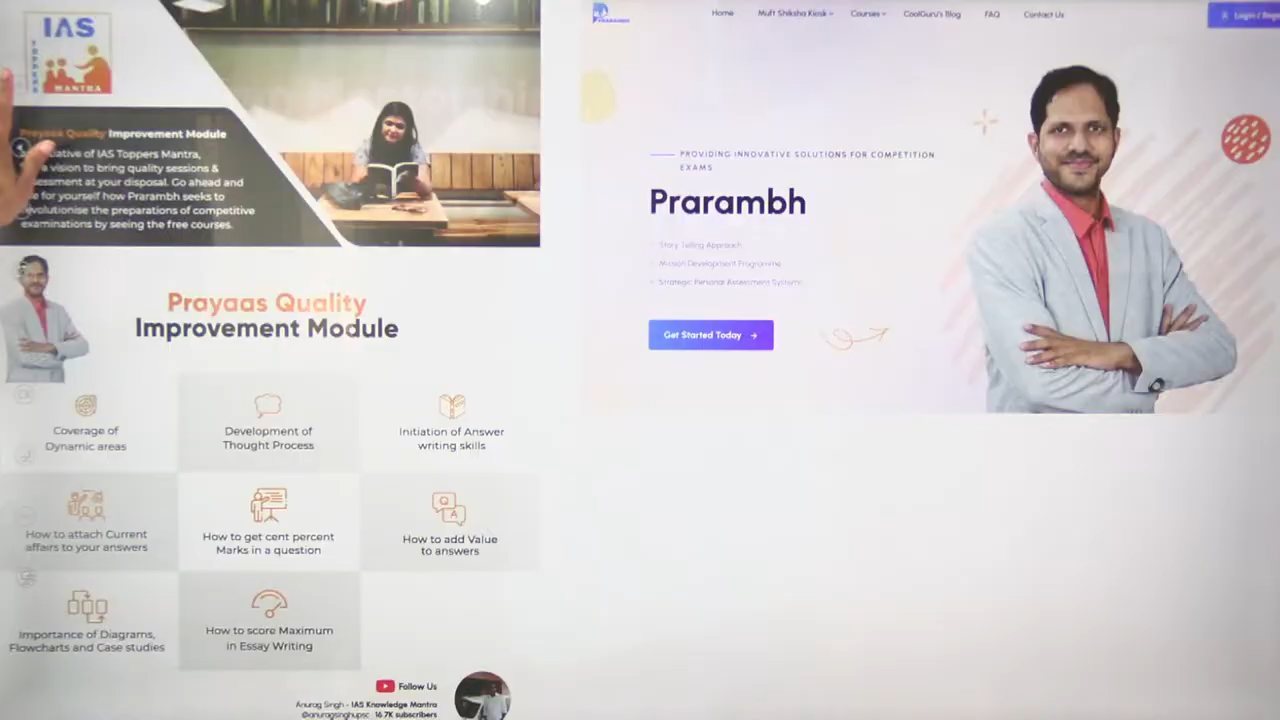 IAS
TOPPERS
MANTRA
Prayaas Quality Improvement Module
of IAS Toppers Mantra,
a vision to bring quality sessions &
at your disposal. Go ahead and
for yourself how Prarambh seeks to
the preparations of competitive
examinations by seeing the free courses.
Prayaas Quality
Improvement Module
Coverage of
Dynamic areas
Development of
Thought Process
Initiation of Answer
writing skills
How to attach Current
affairs to your answers
How to get cent percent
Marks in a question
How to add Value
to answers
Importance of Diagrams,
Flowcharts and Case studies
How to score Maximum
in Essay Writing
Follow Us
Anurag Singh - IAS Knowledge Mantra
@anuragsinghupsc 16.7K subscribers
PRARAMBH
Home
Muft Shiksha Kiosk
Courses
CoolGuru's Blog
FAQ
Contact Us
Login /
PROVIDING INNOVATIVE SOLUTIONS FOR COMPETITION
EXAMS
Prarambh
Story Telling Approach
Mission Development Programme
Strategic Personal Assessment Systems
Get Started Today